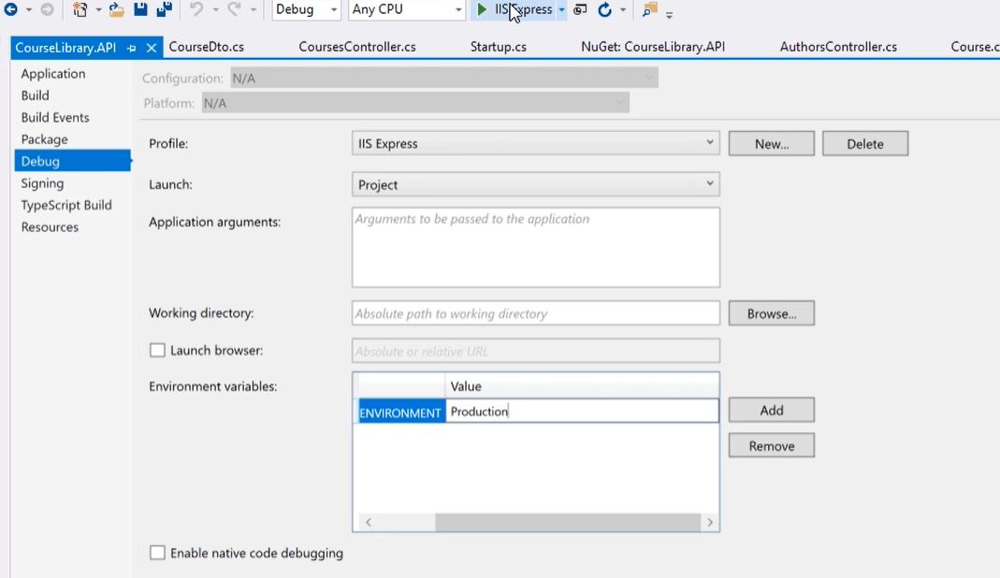 Debug Any CPU IIS Express
CourseLibrary.API CourseDto.cs CoursesController.cs Startup.cs NuGet: CourseLibrary.API AuthorsController.cs Course.c
Application
Configuration: N/A
Build
Platform: N/A
Build Events
Package
Profile: IIS Express New... Delete
Debug
Signing
Launch: Project
TypeScript Build
Resources
Application arguments: Arguments to be passed to the application
Working directory: Absolute path to working directory Browse...
Launch browser: Absolute or relative URL
Environment variables: Value
ENVIRONMENT Production Add
Remove
Enable native code debugging